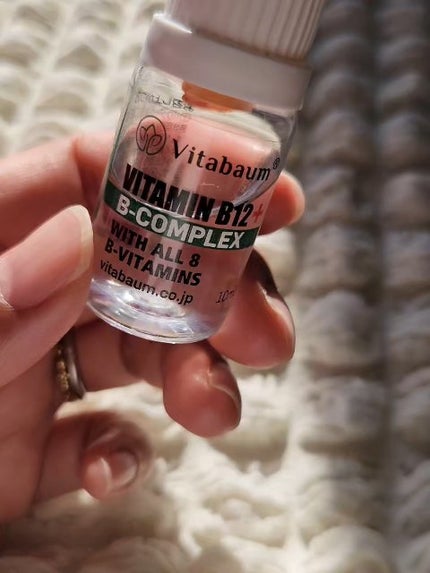 Vitabaum®
VITAMIN B12+
B-COMPLEX
WITH ALL 8
B-VITAMINS
vitabaum.co.jp